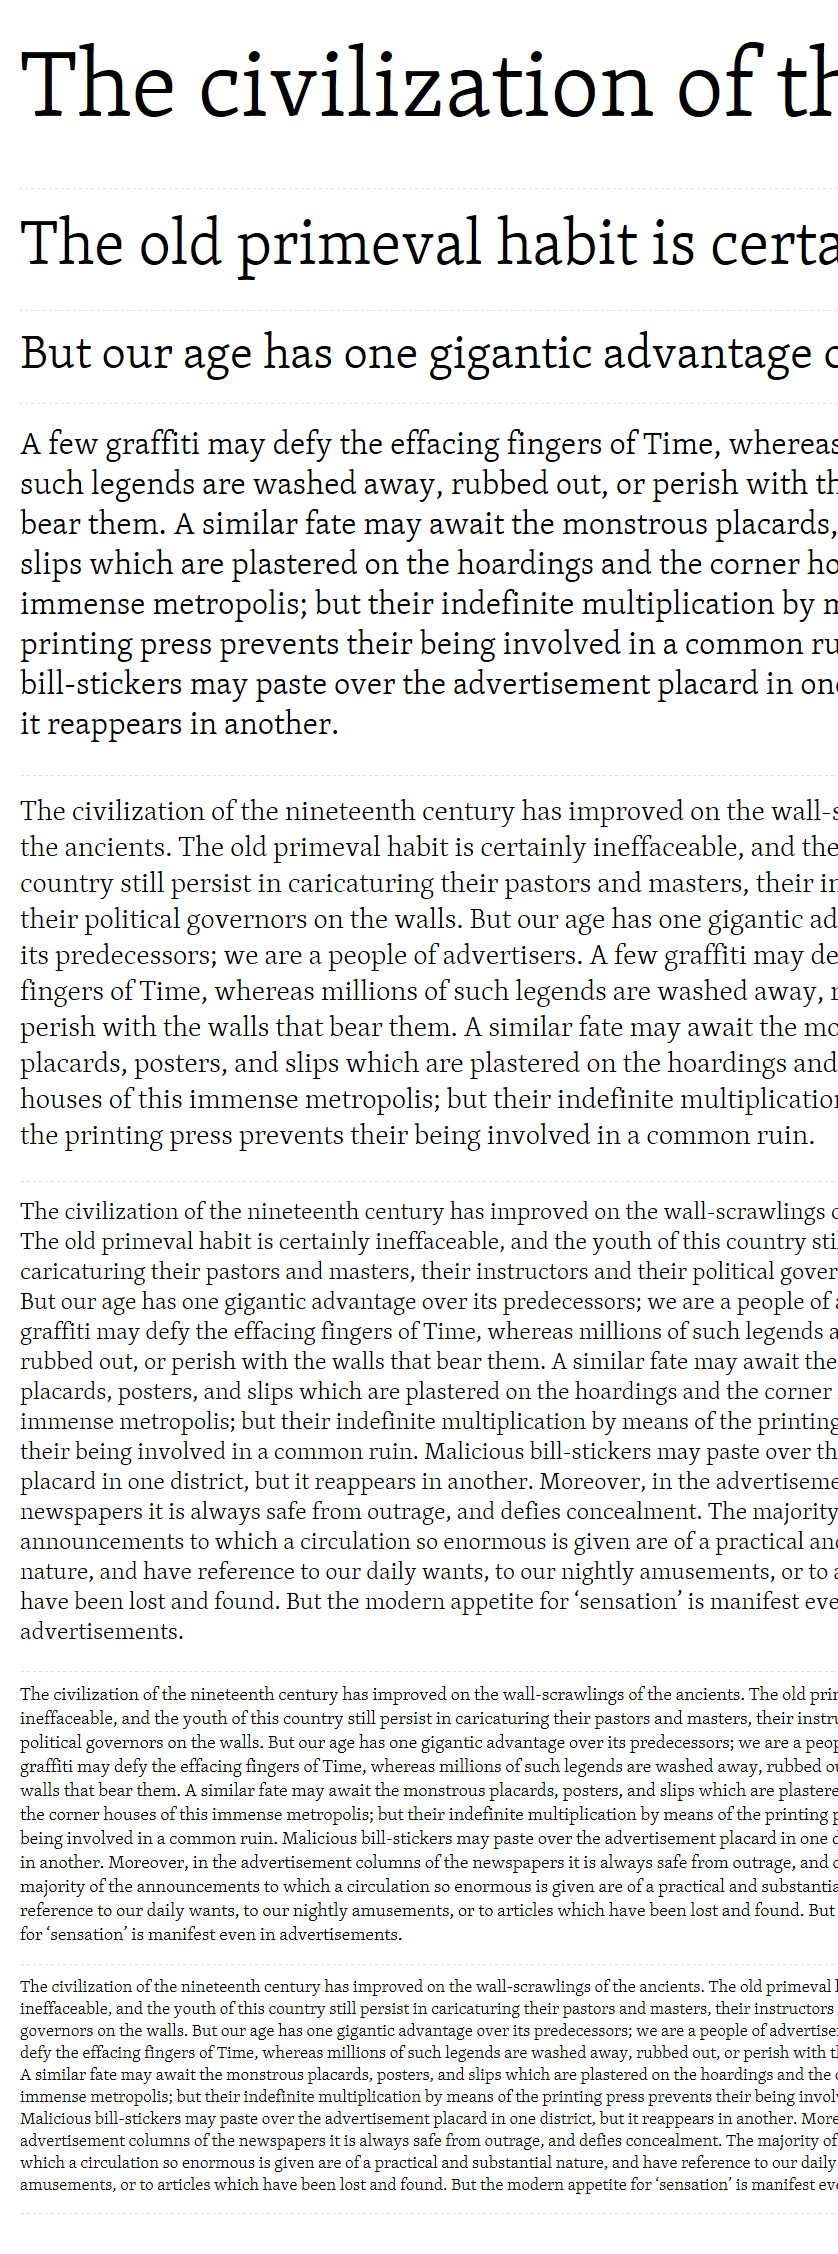 The civilization of th
The old primeval habit is certa
But our age has one gigantic advantage o
A few graffiti may defy the effacing fingers of Time, whereas
such legends are washed away, rubbed out, or perish with th
bear them. A similar fate may await the monstrous placards,
slips which are plastered on the hoardings and the corner ho
immense metropolis; but their indefinite multiplication by m
printing press prevents their being involved in a common ru
bill-stickers may paste over the advertisement placard in one
it reappears in another.
The civilization of the nineteenth century has improved on the wall-s
the ancients. The old primeval habit is certainly ineffaceable, and the
country still persist in caricaturing their pastors and masters, their in
their political governors on the walls. But our age has one gigantic ad
its predecessors; we are a people of advertisers. A few graffiti may de
fingers of Time, whereas millions of such legends are washed away, r
perish with the walls that bear them. A similar fate may await the mo
placards, posters, and slips which are plastered on the hoardings and
houses of this immense metropolis; but their indefinite multiplication
the printing press prevents their being involved in a common ruin.
The civilization of the nineteenth century has improved on the wall-scrawlings o
The old primeval habit is certainly ineffaceable, and the youth of this country stil
caricaturing their pastors and masters, their instructors and their political gover
But our age has one gigantic advantage over its predecessors; we are a people of a
graffiti may defy the effacing fingers of Time, whereas millions of such legends a
rubbed out, or perish with the walls that bear them. A similar fate may await the
placards, posters, and slips which are plastered on the hoardings and the corner
immense metropolis; but their indefinite multiplication by means of the printing
their being involved in a common ruin. Malicious bill-stickers may paste over th
placard in one district, but it reappears in another. Moreover, in the advertiseme
newspapers it is always safe from outrage, and defies concealment. The majority
announcements to which a circulation so enormous is given are of a practical and
nature, and have reference to our daily wants, to our nightly amusements, or to a
have been lost and found. But the modern appetite for ‘sensation’ is manifest eve
advertisements.
The civilization of the nineteenth century has improved on the wall-scrawlings of the ancients. The old prim
ineffaceable, and the youth of this country still persist in caricaturing their pastors and masters, their instru
political governors on the walls. But our age has one gigantic advantage over its predecessors; we are a peop
graffiti may defy the effacing fingers of Time, whereas millions of such legends are washed away, rubbed ou
walls that bear them. A similar fate may await the monstrous placards, posters, and slips which are plastere
the corner houses of this immense metropolis; but their indefinite multiplication by means of the printing p
being involved in a common ruin. Malicious bill-stickers may paste over the advertisement placard in one d
in another. Moreover, in the advertisement columns of the newspapers it is always safe from outrage, and d
majority of the announcements to which a circulation so enormous is given are of a practical and substantia
reference to our daily wants, to our nightly amusements, or to articles which have been lost and found. But
for ‘sensation’ is manifest even in advertisements.
The civilization of the nineteenth century has improved on the wall-scrawlings of the ancients. The old primeval h
ineffaceable, and the youth of this country still persist in caricaturing their pastors and masters, their instructors
governors on the walls. But our age has one gigantic advantage over its predecessors; we are a people of advertiser
defy the effacing fingers of Time, whereas millions of such legends are washed away, rubbed out, or perish with th
A similar fate may await the monstrous placards, posters, and slips which are plastered on the hoardings and the c
immense metropolis; but their indefinite multiplication by means of the printing press prevents their being involv
Malicious bill-stickers may paste over the advertisement placard in one district, but it reappears in another. More
advertisement columns of the newspapers it is always safe from outrage, and defies concealment. The majority of
which a circulation so enormous is given are of a practical and substantial nature, and have reference to our daily
amusements, or to articles which have been lost and found. But the modern appetite for ‘sensation’ is manifest eve